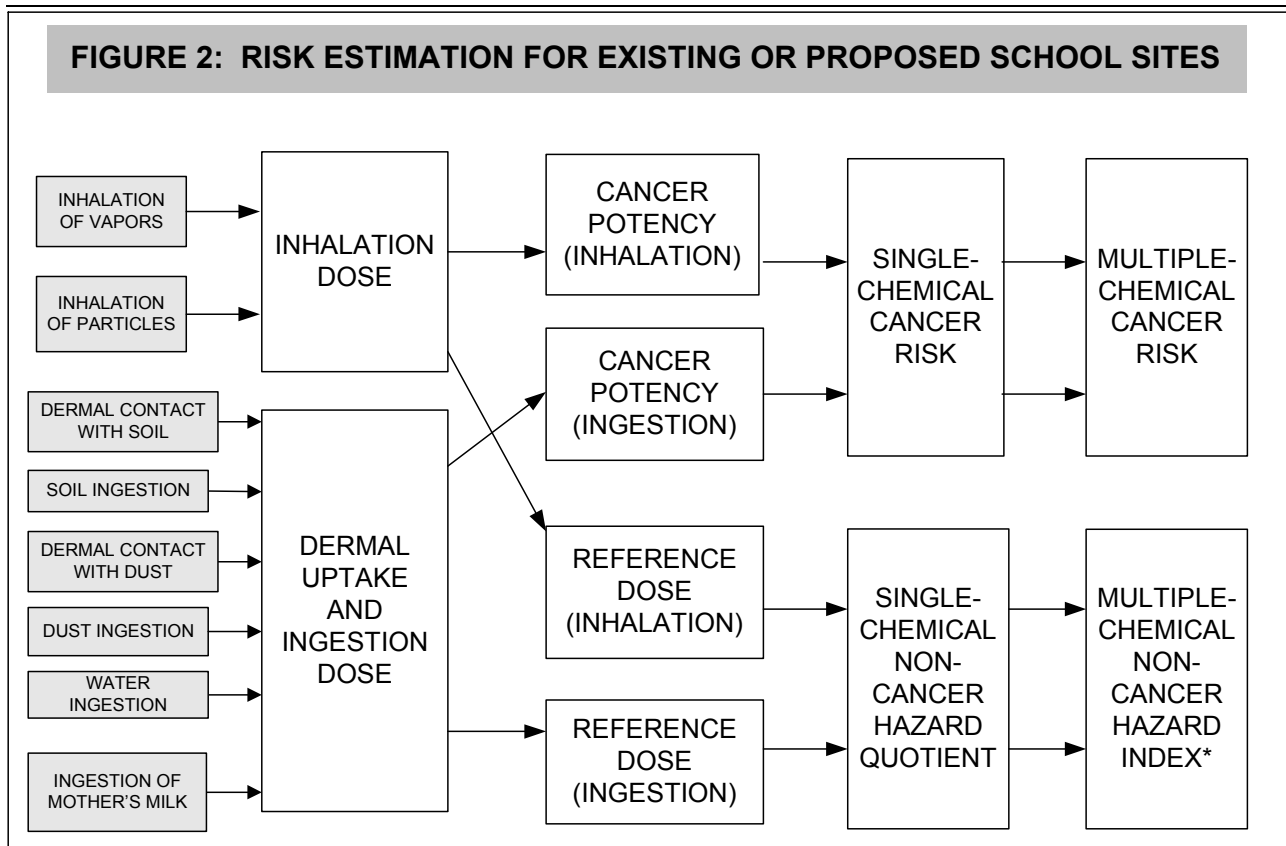 FIGURE 2: RISK ESTIMATION FOR EXISTING OR PROPOSED SCHOOL SITES
INHALATION
OF VAPORS
INHALATION
OF PARTICLES
DERMAL CONTACT
WITH SOIL
SOIL INGESTION
DERMAL CONTACT
WITH DUST
DUST INGESTION
WATER
INGESTION
INGESTION OF
MOTHER'S MILK
INHALATION
DOSE
DERMAL
UPTAKE
AND
INGESTION
DOSE
CANCER
POTENCY
(INHALATION)
CANCER
POTENCY
(INGESTION)
REFERENCE
DOSE
(INHALATION)
REFERENCE
DOSE
(INGESTION)
SINGLE-
CHEMICAL
CANCER
RISK
SINGLE-
CHEMICAL
NON-
CANCER
HAZARD
QUOTIENT
MULTIPLE-
CHEMICAL
CANCER
RISK
MULTIPLE-
CHEMICAL
NON-
CANCER
HAZARD
INDEX*